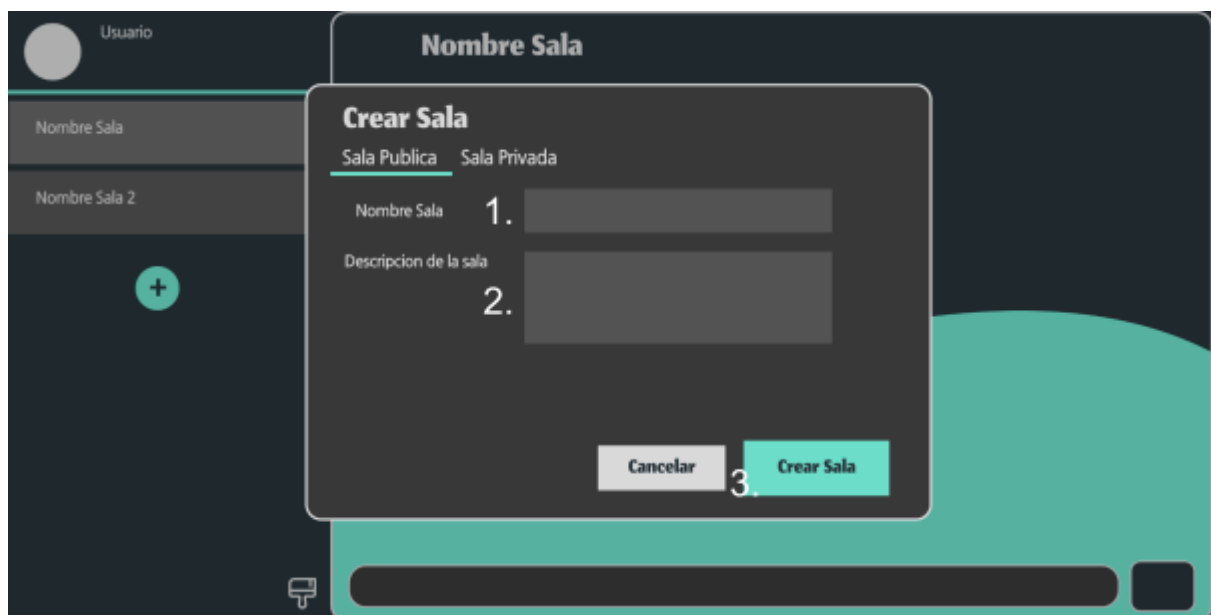 Usuario
Nombre Sala
Nombre Sala
Nombre Sala 2
+
Crear Sala
Sala Publica Sala Privada
Nombre Sala 1.
Descripcion de la sala
2.
Cancelar
3. Crear Sala